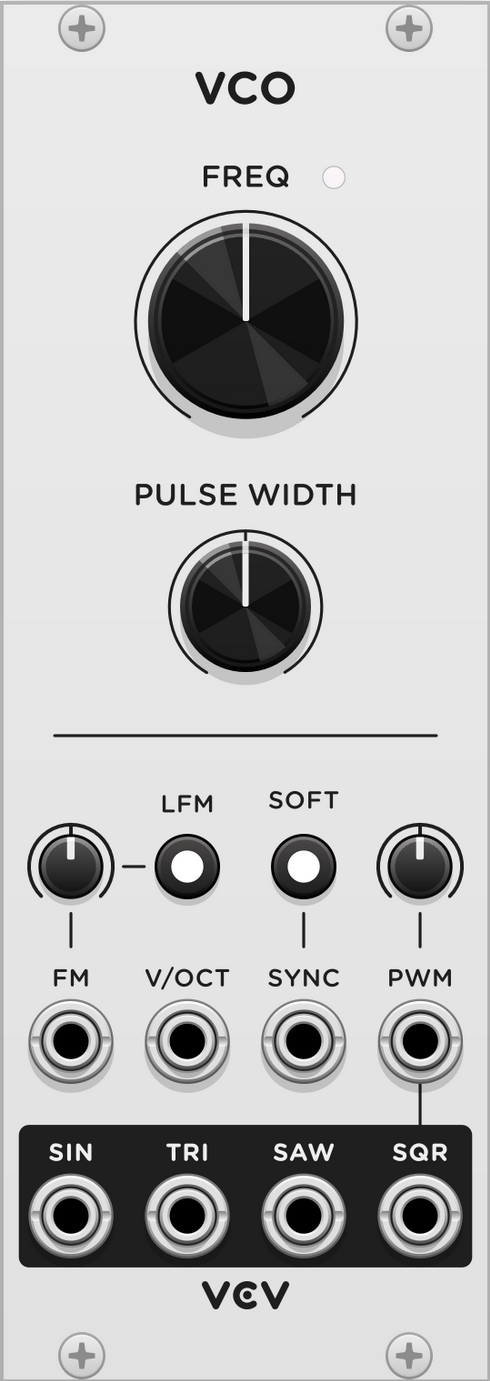 VCO
FREQ
PULSE WIDTH
LFM SOFT
FM V/OCT SYNC PWM
SIN TRI SAW SQR
VCV